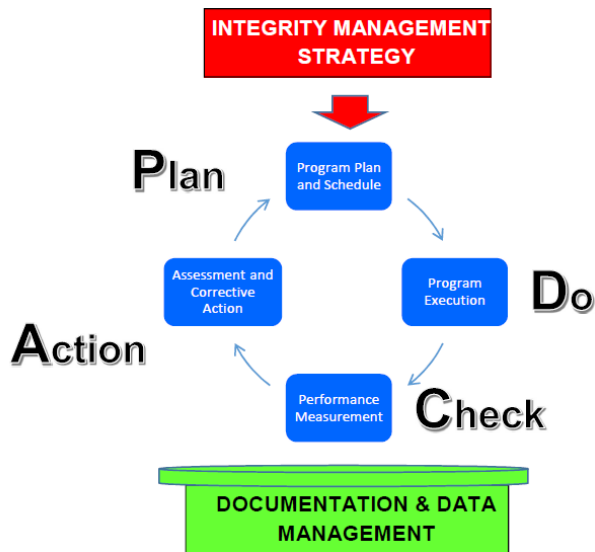 INTEGRITY MANAGEMENT
STRATEGY
Plan
Program Plan
and Schedule
Assessment and
Corrective
Action
Program
Execution
Do
Action
Performance
Measurement
Check
DOCUMENTATION & DATA
MANAGEMENT